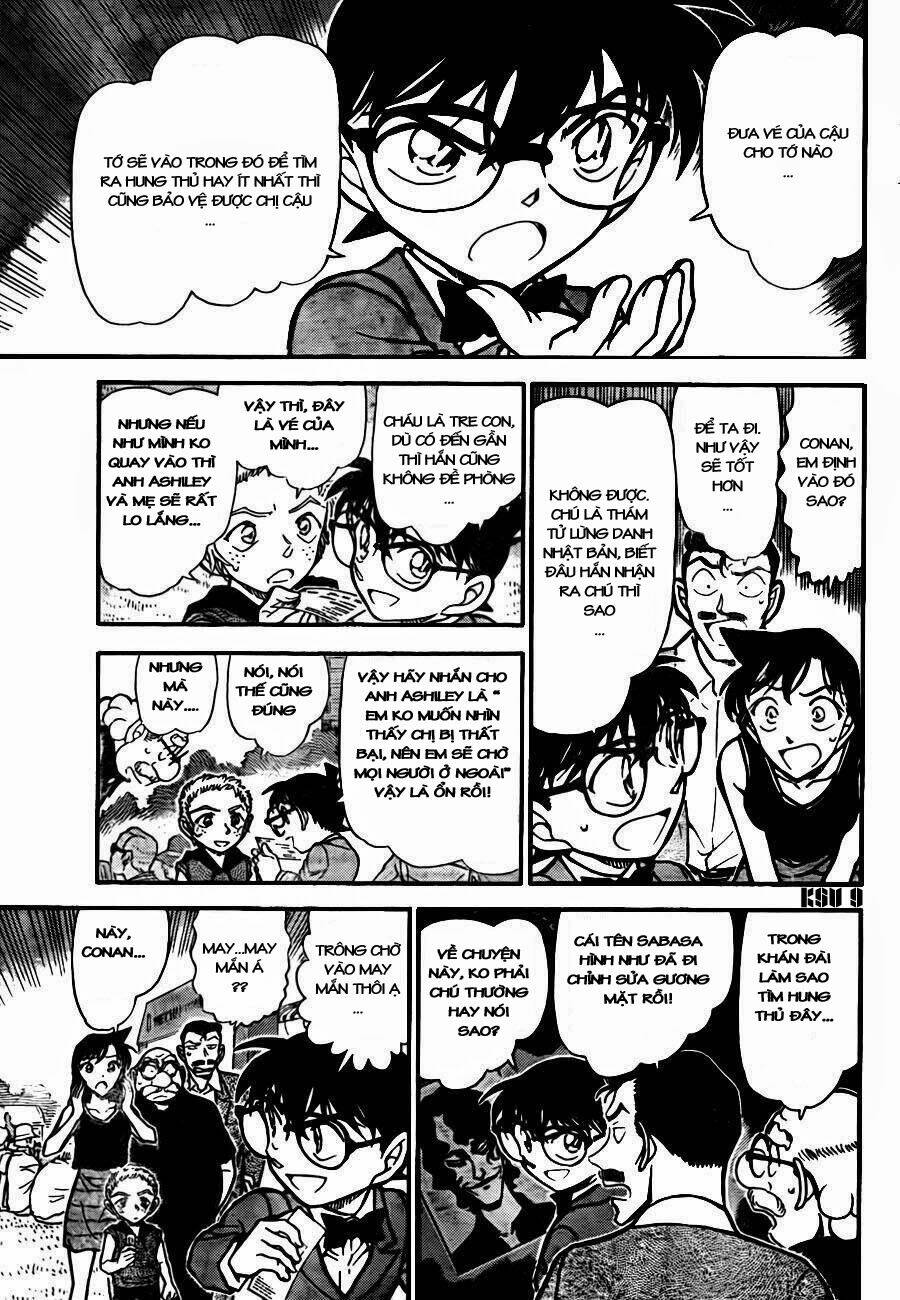 ĐƯA VÉ CỦA CẬU
CHO TỚ NÀO
...
TỚ SẼ VÀO TRONG ĐÓ ĐỂ TÌM
RA HUNG THỦ HAY ÍT NHẤT THÌ
CŨNG BẢO VỆ ĐƯỢC CHỊ CẬU
...
CONAN,
EM ĐỊNH
VÀO ĐÓ
SAO?
ĐỂ TA ĐI.
NHƯ VẬY
SẼ TỐT
HƠN
...
KHÔNG ĐƯỢC.
CHÚ LÀ THÁM
TỬ LỪNG DANH
NHẬT BẢN, BIẾT
ĐÂU HẮN NHẬN
RA CHÚ THÌ
SAO
...
CHÁU LÀ TRE CON,
DÙ CÓ ĐẾN GẦN
THÌ HẮN CŨNG
KHÔNG ĐỀ PHÒNG
...
VẬY THÌ, ĐÂY
LÀ VÉ CỦA
MÌNH...
NHƯNG NẾU
NHƯ MÌNH KO
QUAY VÀO THÌ
ANH ASHILEY
VÀ MẸ SẼ RẤT
LO LẮNG...
VẬY HÃY NHẮN CHO
ANH ASHILEY LÀ "
EM KO MUỐN NHÌN
THẤY CHỊ BỊ THẤT
BẠI, NÊN EM SẼ CHỜ
MỌI NGƯỜI Ở NGOÀI"
VẬY LÀ ỔN RỒI!
NÓI, NÓI
THẾ CŨNG
ĐÚNG
NHƯNG
MÀ
NÀY....
KSV 9
TRONG
KHÁN ĐÀI
LÀM SAO
TÌM HUNG
THỦ ĐÂY...
CÁI TÊN SABASA
HÌNH NHƯ ĐÃ ĐI
CHỈNH SỬA GƯƠNG
MẶT RỒI!
VỀ CHUYỆN
NÀY, KO PHẢI
CHÚ THƯỜNG
HAY NÓI
SAO?
TRÔNG CHỜ
VÀO MAY
MẮN THÔI Ạ
...
MAY...MAY
MẮN Á
??
NÀY,
CONAN...